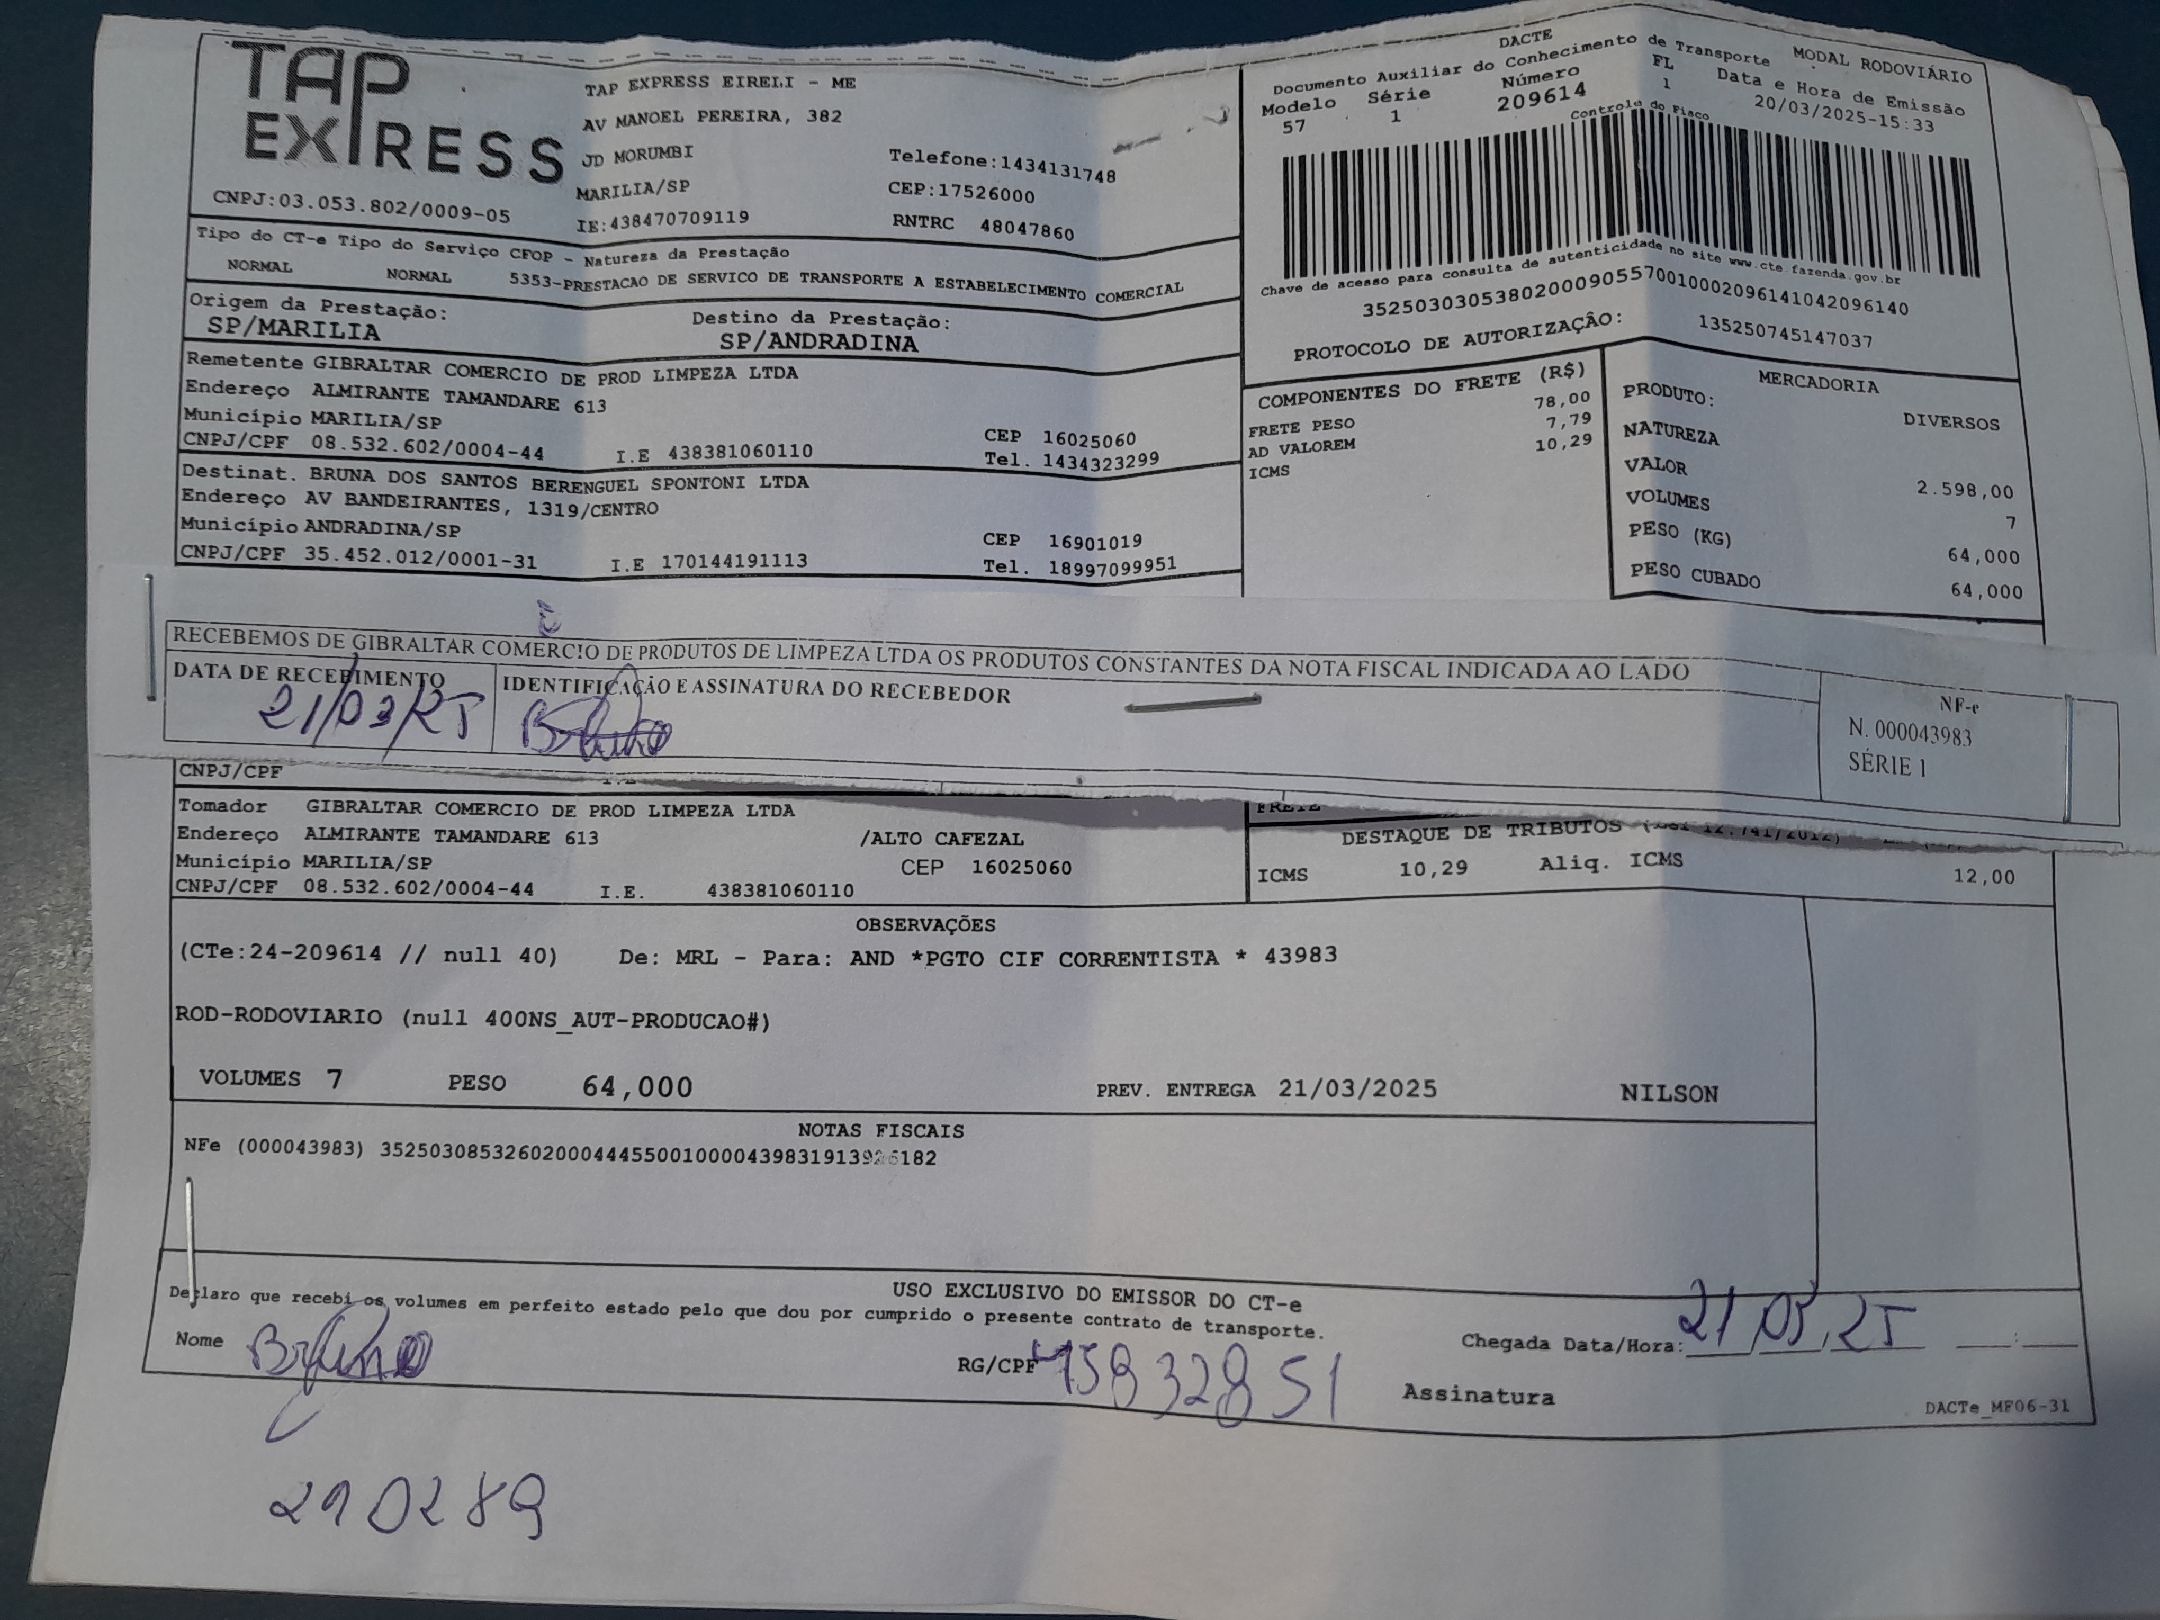 TAP EXPRESS
CNPJ:03.053.802/0009-05
TAP EXPRESS EIRELI - ME
AV MANOEL PEREIRA, 382
JD MORUMBI
Telefone:1434131748
MARILIA/SP
CEP:17526000
IE:438470709119
RNTRC 48047860
DACTE
MODAL RODOVIÁRIO
Documento Auxiliar do Conhecimento de Transporte
Modelo Série Número FL Data e Hora de Emissão
57 1 209614 1 20/03/2025-15:33
Controle do Fisco
Chave de acesso para consulta de autenticidade no site www.cte.fazenda.gov.br
35250303053802000905570010002096141042096140
PROTOCOLO DE AUTORIZAÇÃO: 135250745147037
Tipo do CT-e Tipo do Serviço CFOP - Natureza da Prestação
NORMAL NORMAL 5353-PRESTACAO DE SERVICO DE TRANSPORTE A ESTABELECIMENTO COMERCIAL
Origem da Prestação: Destino da Prestação:
SP/MARILIA SP/ANDRADINA
Remetente GIBRALTAR COMERCIO DE PROD LIMPEZA LTDA
Endereço ALMIRANTE TAMANDARE 613
Município MARILIA/SP CEP 16025060
CNPJ/CPF 08.532.602/0004-44 I.E 438381060110 Tel. 1434323299
Destinat. BRUNA DOS SANTOS BERENGUEL SPONTONI LTDA
Endereço AV BANDEIRANTES, 1319/CENTRO
Município ANDRADINA/SP CEP 16901019
CNPJ/CPF 35.452.012/0001-31 I.E 170144191113 Tel. 18997099951
COMPONENTES DO FRETE (R$)
FRETE PESO 78,00
AD VALOREM 7,79
ICMS 10,29
MERCADORIA
PRODUTO:
NATUREZA DIVERSOS
VALOR 2.598,00
VOLUMES 7
PESO (KG) 64,000
PESO CUBADO 64,000
RECEBEMOS DE GIBRALTAR COMÉRCIO DE PRODUTOS DE LIMPEZA LTDA OS PRODUTOS CONSTANTES DA NOTA FISCAL INDICADA AO LADO
DATA DE RECEBIMENTO IDENTIFICAÇÃO E ASSINATURA DO RECEBEDOR
21/03/25 Bruno
NF-e
N. 000043983
SÉRIE 1
CNPJ/CPF I.E
Tomador GIBRALTAR COMERCIO DE PROD LIMPEZA LTDA
Endereço ALMIRANTE TAMANDARE 613 /ALTO CAFEZAL
Município MARILIA/SP CEP 16025060
CNPJ/CPF 08.532.602/0004-44 I.E. 438381060110
FRETE
DESTAQUE DE TRIBUTOS (Lei 12.741/2012)
ICMS 10,29 Aliq. ICMS 12,00
OBSERVAÇÕES
(CTe:24-209614 // null 40) De: MRL - Para: AND *PGTO CIF CORRENTISTA * 43983
ROD-RODOVIARIO (null 400NS_AUT-PRODUCAO#)
VOLUMES 7 PESO 64,000 PREV. ENTREGA 21/03/2025 NILSON
NOTAS FISCAIS
NFe (000043983)
USO EXCLUSIVO DO EMISSOR DO CT-e
Declaro que recebi os volumes em perfeito estado pelo que dou por cumprido o presente contrato de transporte.
Nome Bruno RG/CPF Chegada Data/Hora: 21/03/25 :
Assinatura
DACTe_MF06-31
210289